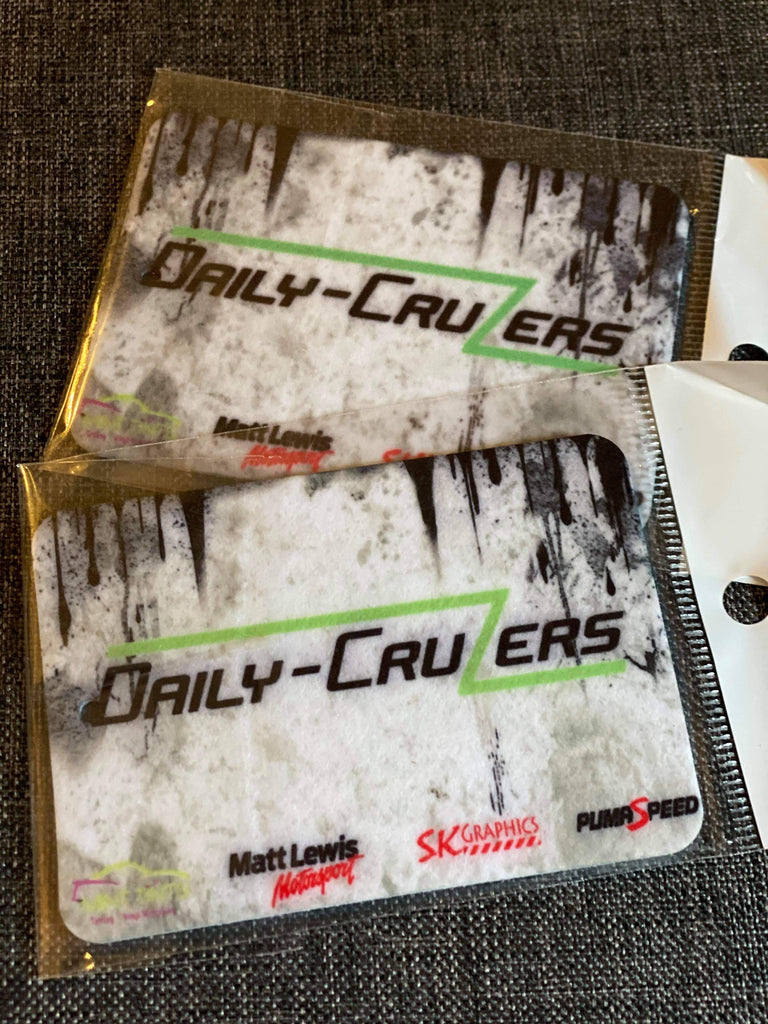 DAILY-CRUZERS
Matt Lewis
Motorsport
DAILY-CRUZERS
Matt Lewis
Motorsport
SK GRAPHICS
PUMASPEED